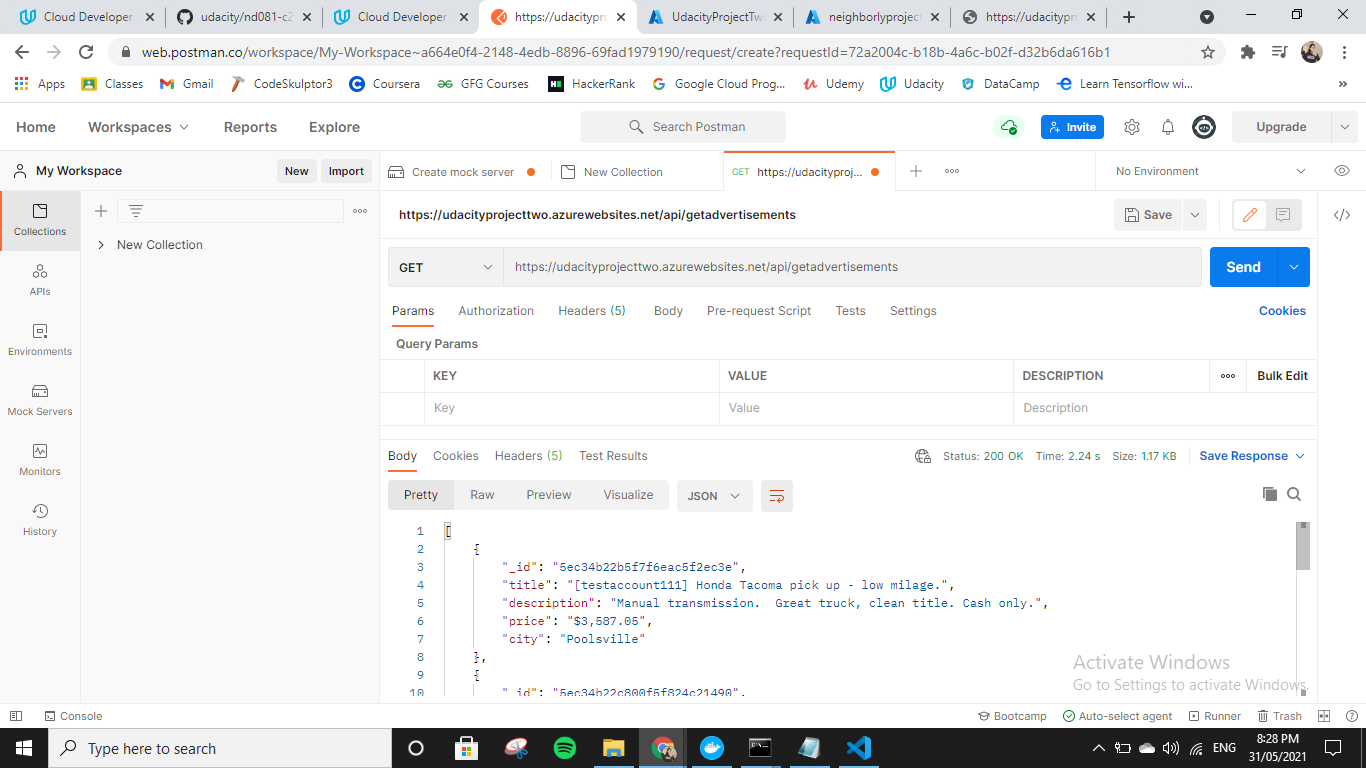 Cloud Developer
udacity/nd081-c2
Cloud Developer
https://udacitypro
UdacityProjectTw
neighborlyproject
https://udacitypro
web.postman.co/workspace/My-Workspace~a664e0f4-2148-4edb-8896-69fad1979190/request/create?requestId=72a2004c-b18b-4a6c-b02f-d32b6da616b1
Apps Classes Gmail CodeSkulptor3 Coursera GFG Courses HackerRank Google Cloud Prog... Udemy Udacity DataCamp Learn Tensorflow wi... »
Home Workspaces Reports Explore Search Postman Invite Upgrade
My Workspace New Import
Create mock server New Collection GET https://udacityproj... No Environment
Collections
APIs
Environments
Mock Servers
Monitors
History
New Collection
https://udacityprojecttwo.azurewebsites.net/api/getadvertisements Save
GET https://udacityprojecttwo.azurewebsites.net/api/getadvertisements Send
Params Authorization Headers (5) Body Pre-request Script Tests Settings Cookies
Query Params
KEY VALUE DESCRIPTION Bulk Edit
Key Value Description
Body Cookies Headers (5) Test Results Status: 200 OK Time: 2.24 s Size: 1.17 KB Save Response
Pretty Raw Preview Visualize JSON
1 [
2 {
3 "_id": "5ec34b22b5f7f6eac5f2ec3e",
4 "title": "[testaccount111] Honda Tacoma pick up - low milage.",
5 "description": "Manual transmission.  Great truck, clean title. Cash only.",
6 "price": "$3,587.05",
7 "city": "Poolsville"
8 },
9 {
10 "_id": "5ec34b22c800f5f824c21490",
Activate Windows
Go to Settings to activate Windows.
Console Bootcamp Auto-select agent Runner Trash
Type here to search
ENG
8:28 PM
31/05/2021